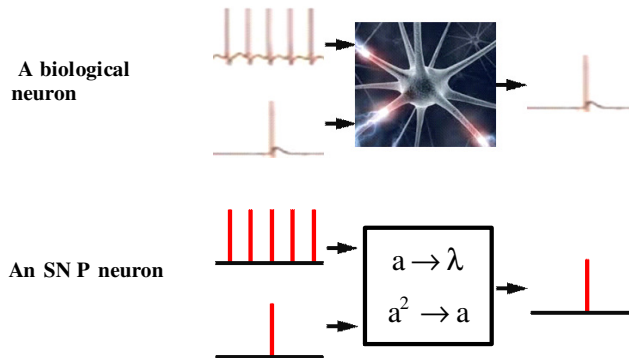 A biological
neuron
An SN P neuron
a → λ
a² → a